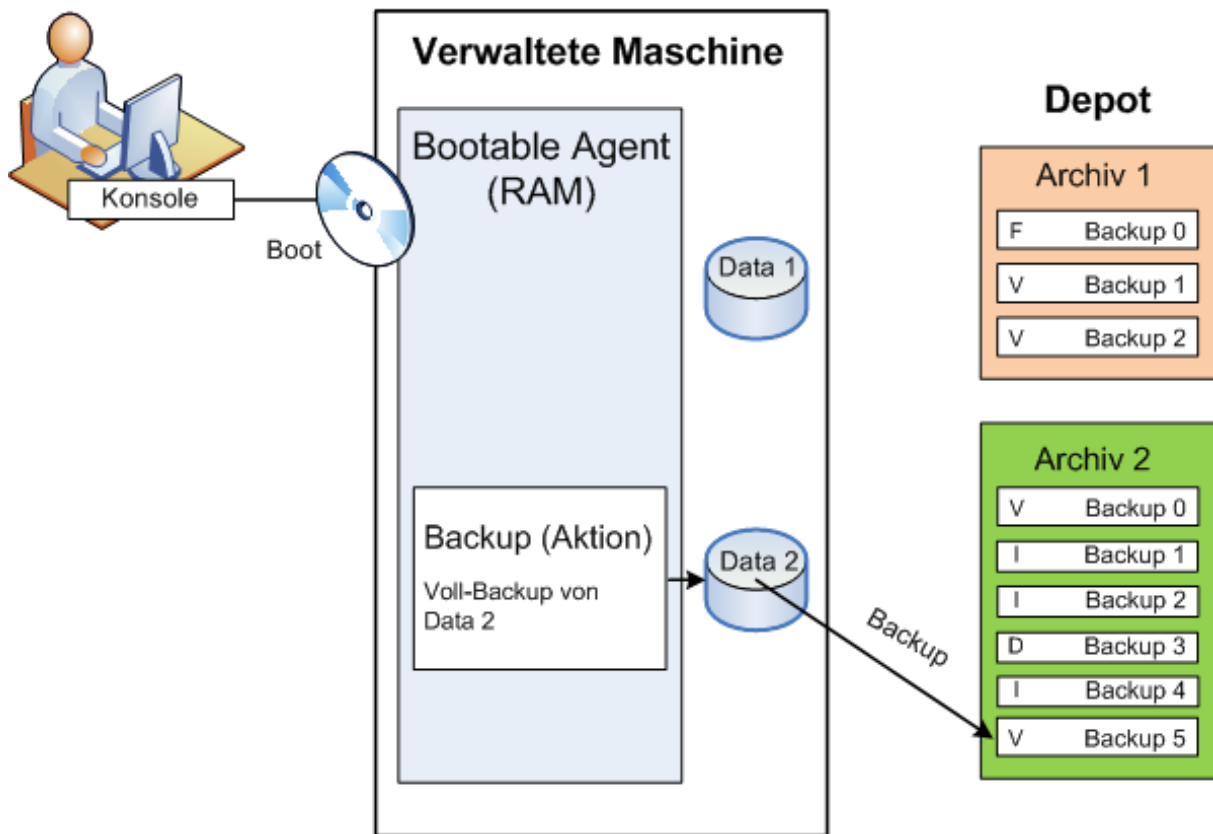 Verwaltete Maschine
Konsole
Boot
Bootable Agent
(RAM)
Data 1
Backup (Aktion)
Voll-Backup von
Data 2
Data 2
Backup
Depot
Archiv 1
F Backup 0
V Backup 1
V Backup 2
Archiv 2
V Backup 0
I Backup 1
I Backup 2
D Backup 3
I Backup 4
V Backup 5